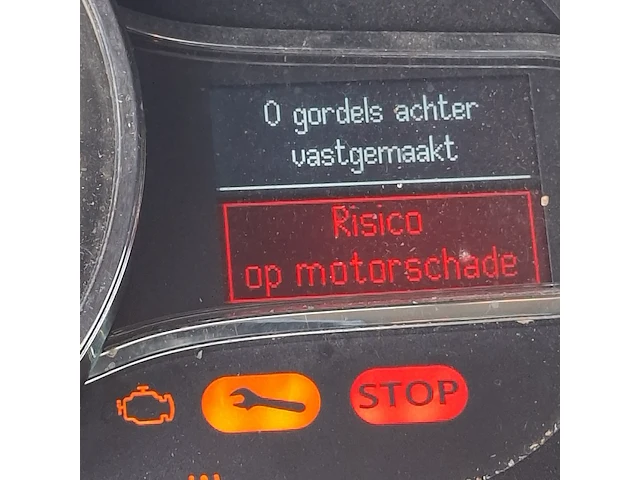 0 gordels achter
vastgemaakt
Risico
op motorschade
STOP